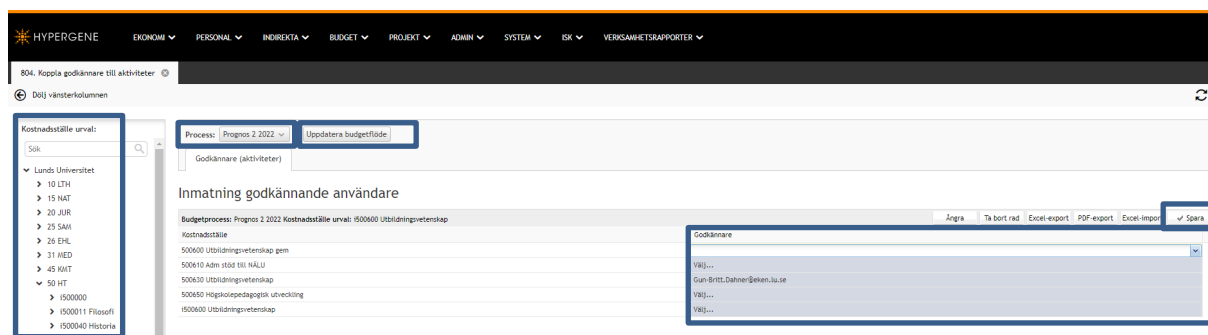 HYPERGENE EKONOMI PERSONAL INDIREKTA BUDGET PROJEKT ADMIN SYSTEM ISK VERKSAMHETSRAPPORTER
804. Koppla godkännare till aktiviteter
Dölj vänsterkolumnen
Kostnadsställe urval:
Sök
Lunds Universitet
10 LTH
15 NAT
20 JUR
25 SAM
26 EHL
31 MED
45 KMT
50 HT
i500000
i500011 Filosofi
i500040 Historia
Process: Prognos 2 2022 Uppdatera budgetflöde
Godkännare (aktiviteter)
Inmatning godkännande användare
Budgetprocess: Prognos 2 2022 Kostnadsställe urval: i500600 Utbildningsvetenskap
Ångra Ta bort rad Excel-export PDF-export Excel-impor Spara
Kostnadsställe Godkännare
500600 Utbildningsvetenskap gem
500610 Adm stöd till NÄLU Välj...
500630 Utbildningsvetenskap Gun-Britt.Dahner@eken.lu.se
500650 Högskolepedagogisk utveckling Välj...
i500600 Utbildningsvetenskap Välj...